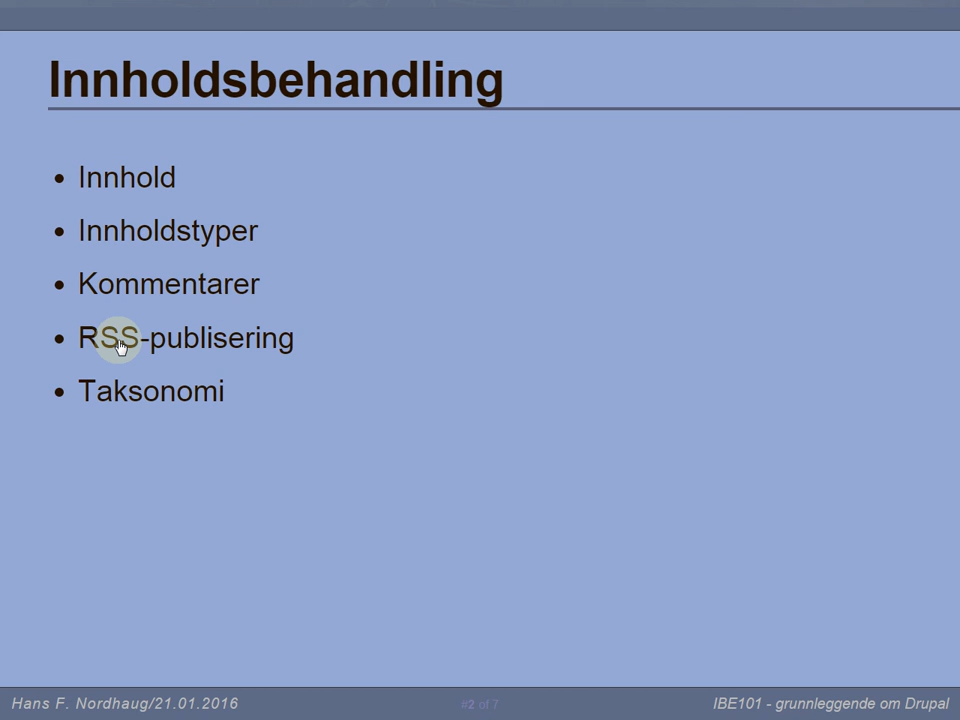 Innholdsbehandling
Innhold
Innholdstyper
Kommentarer
RSS-publisering
Taksonomi
Hans F. Nordhaug/21.01.2016
#2 of 7
IBE101 - grunnleggende om Drupal